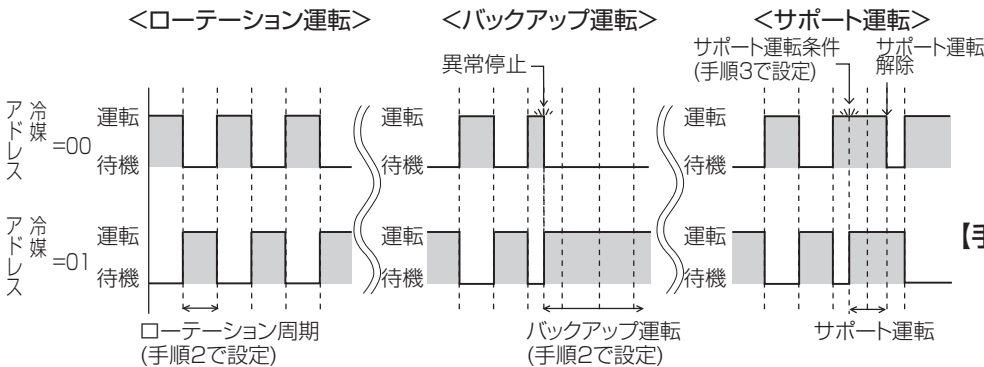 <ローテーション運転>
<バックアップ運転>
<サポート運転>
異常停止
サポート運転条件
(手順3で設定)
サポート運転
解除
冷媒
アドレス
=00
運転
待機
運転
待機
運転
待機
冷媒
アドレス
=01
運転
待機
運転
待機
運転
待機
【手
ローテーション周期
(手順2で設定)
バックアップ運転
(手順2で設定)
サポート運転